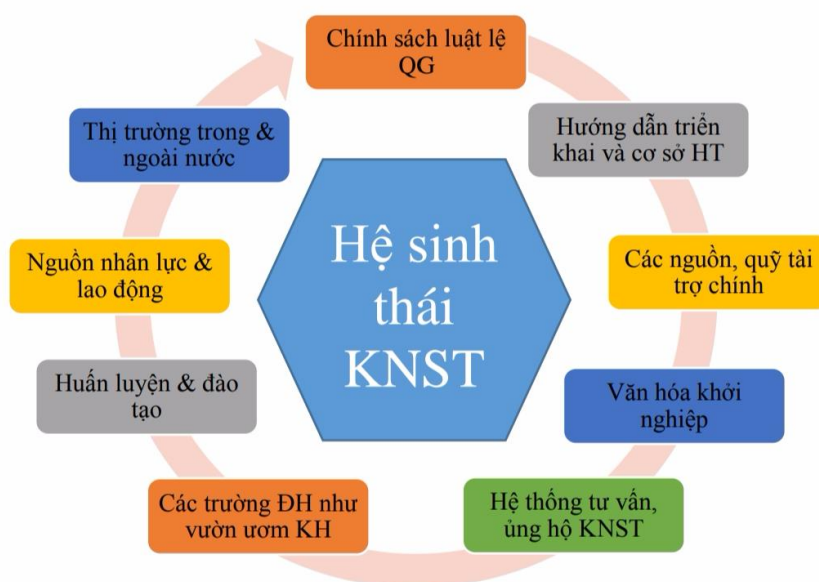 Chính sách luật lệ
QG
Hướng dẫn triển
khai và cơ sở HT
Các nguồn, quỹ tài
trợ chính
Văn hóa khởi
nghiệp
Hệ thống tư vấn,
ủng hộ KNST
Các trường ĐH như
vườn ươm KH
Huấn luyện & đào
tạo
Nguồn nhân lực &
lao động
Thị trường trong &
ngoài nước
Hệ sinh
thái
KNST